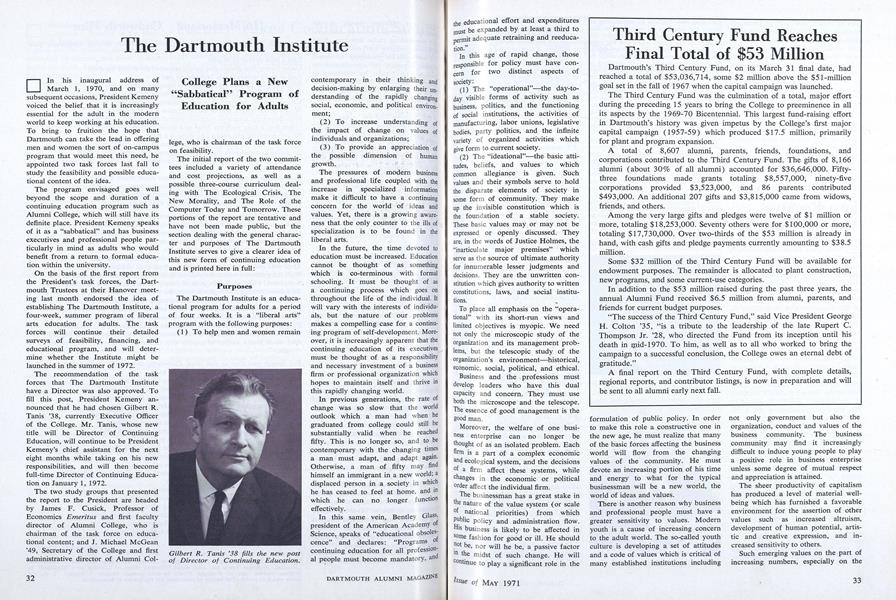 The Dartmouth Institute
In his inaugural address of
March 1, 1970, and on many
subsequent occasions, President Kemeny
voiced the belief that it is increasingly
essential for the adult in the modern
world to keep working at his education.
To bring to fruition the hope that
Dartmouth can take the lead in offering
men and women the sort of on-campus
program that would meet this need, he
appointed two task forces last fall to
study the feasibility and possible educa-
tional content of the idea.
The program envisaged goes well
beyond the scope and duration of a
continuing education program such as
Alumni College, which will still have its
definite place. President Kemeny speaks
of it as a "sabbatical" and has business
executives and professional people par-
ticularly in mind as adults who would
benefit from a return to formal educa-
tion within the university.
On the basis of the first report from
the President's task forces, the Dart-
mouth Trustees at their Hanover meet-
ing last month endorsed the idea of
establishing The Dartmouth Institute, a
four-week, summer program of liberal
arts education for adults. The task
forces will continue their detailed
surveys of feasibility, financing, and
educational program, and will deter-
mine whether the Institute might be
launched in the summer of 1972.
The recommendation of the task
forces that The Dartmouth Institute
have a Director was also approved. To
fill this post, President Kemeny an-
nounced that he had chosen Gilbert R.
Tanis '38, currently Executive Officer
of the College. Mr. Tanis, whose new
title will be Director of Continuing
Education, will continue to be President
Kemeny's chief assistant for the next
eight months while taking on his new
responsibilities, and will then become
full-time Director of Continuing Educa-
tion on January 1, 1972.
The two study groups that presented
the report to the President are headed
by James F. Cusick, Professor of
Economics Emeritus and first faculty
director of Alumni College, who is
chairman of the task force on educa-
tional content; and J. Michael McGean
'49, Secretary of the College and first
administrative director of Alumni Col-
College Plans a New
"Sabbatical" Program of
Education for Adults
lege, who is chairman of the task force
on feasibility.
The initial report of the two commit-
tees included a variety of attendance
and cost projections, as well as a
possible three-course curriculum deal-
ing with The Ecological Crisis, The
New Morality, and The Role of the
Computer Today and Tomorrow. These
portions of the report are tentative and
have not been made public, but the
section dealing with the general charac-
ter and purposes of The Dartmouth
Institute serves to give a clearer idea of
this new form of continuing education
and is printed here in full:
Purposes
The Dartmouth Institute is an educa-
tional program for adults for a period
of four weeks. It is a "liberal arts"
program with the following purposes:
(1) To help men and women remain
Gilbert R. Tanis '38 fills the new post
of Director of Continuing Education.
contemporary in their thinking and
decision-making by enlarging their un-
derstanding of the rapidly changing
social, economic, and political environ-
ment;
(2) To increase understanding of
the impact of change on values of
individuals and organizations;
(3) To provide an appreciation of
the possible dimension of human
growth.
The pressures of modern business
and professional life coupled with the
increase in specialized information
make it difficult to have a continuing
concern for the world of ideas and
values. Yet, there is a growing aware-
ness that the only counter to the ills of
specialization is to be found in the
liberal arts.
In the future, the time devoted to
education must be increased. Education
cannot be thought of as something
which is co-terminous with formal
schooling. It must be thought of as
a continuing process which goes on
throughout the life of the individual. It
will vary with the interests of individu-
als, but the nature of our problems
makes a compelling case for a continu-
ing program of self-development. More-
over, it is increasingly apparent that the
continuing education of its executives
must be thought of as a responsibility
and necessary investment of a business
firm or professional organization which
hopes to maintain itself and thrive in
this rapidly changing world.
In previous generations, the rate of
change was so slow that the world
outlook which a man had when he
graduated from college could still be
substantially valid when he reached
fifty. This is no longer so, and to be
contemporary with the changing times
a man must adapt, and adapt again.
Otherwise, a man of fifty may find
himself an immigrant in a new world; a
displaced person in a society in which
he has ceased to feel at home, and in
which he can no longer function
effectively.
In this same vein, Bentley Glass,
president of the American Academy of
Science, speaks of "educational obsoles-
cence" and declares: "Programs of
continuing education for all profession-
al people must become mandatory, and
32
DARTMOUTH ALUMNI MAGAZINE
the educational effort and expenditures
must be expanded by at least a third to
permit adequate retraining and reeduca-
tion."
In this age of rapid change, those
responsible for policy must have con-
cern for two distinct aspects of
society:
(1) The "operational"—the day-to-
day visible forms of activity such as
business, politics, and the functioning
of social institutions, the activities of
manufacturing, labor unions, legislative
bodies, party politics, and the infinite
variety of organized activities which
give form to current society.
(2) The "ideational"—the basic atti-
tudes, beliefs, and values to which
common allegiance is given. Such
values and their symbols serve to hold
the disparate elements of society in
some form of community. They make
up the invisible constitution which is
the foundation of a stable society.
These basic values may or may not be
expressed or openly discussed. They
are, in the words of Justice Holmes, the
"inarticulate major premises" which
serve as the source of ultimate authority
for innumerable lesser judgments and
decisions. They are the unwritten con-
stitution which gives authority to written
constitutions, laws, and social institu-
tions.
To place all emphasis on the "opera-
tional" with its short-run views and
limited objectives is myopic. We need
not only the microscopic study of the
organization and its management prob-
lems, but the telescopic study of the
organization's environment—historical,
economic, social, political, and ethical.
Business and the professions must
develop leaders who have this dual
capacity and concern. They must use
both the microscope and the telescope.
The essence of good management is the
good man.
Moreover, the welfare of one busi-
ness enterprise can no longer be
thought of as an isolated problem. Each
firm is a part of a complex economic
and ecological system, and the decisions
of a firm affect these systems, while
changes in the economic or political
order affect the individual firm.
The businessman has a great stake in
the nature of the value system (or scale
of national priorities) from which
public policy and administration flow.
His business is likely to be affected in
some fashion for good or ill. He should
not be, nor will he be, a passive factor
in the midst of such change. He will
continue to play a significant role in the
Third Century Fund Reaches
Final Total of $53 Million
Dartmouth's Third Century Fund, on its March 31 final date, had
reached a total of $53,036,714, some $2 million above the $51-million
goal set in the fall of 1967 when the capital campaign was launched.
The Third Century Fund was the culmination of a total, major effort
during the preceding 15 years to bring the College to preeminence in all
its aspects by the 1969-70 Bicentennial. This largest fund-raising effort
in Dartmouth's history was given impetus by the College's first major
capital campaign (1957-59) which produced $17.5 million, primarily
for plant and program expansion.
A total of 8,607 alumni, parents, friends, foundations, and
corporations contributed to the Third Century Fund. The gifts of 8,166
alumni (about 30% of all alumni) accounted for $36,646,000. Fifty-
three foundations made grants totaling $8,557,000, ninety-five
corporations provided $3,523,000, and 86 parents contributed
$493,000. An additional 207 gifts and $3,815,000 came from widows,
friends, and others.
Among the very large gifts and pledges were twelve of $1 million or
more, totaling $18,253,000. Seventy others were for $100,000 or more,
totaling $17,730,000. Over two-thirds of the $53 million is already in
hand, with cash gifts and pledge payments currently amounting to $38.5
million.
Some $32 million of the Third Century Fund will be available for
endowment purposes. The remainder is allocated to plant construction,
new programs, and some current-use categories.
In addition to the $53 million raised during the past three years, the
annual Alumni Fund received $6.5 million from alumni, parents, and
friends for current budget purposes.
"The success of the Third Century Fund," said Vice President George
H. Colton '35, "is a tribute to the leadership of the late Rupert C.
Thompson Jr. '28, who directed the Fund from its inception until his
death in mid-1970. To him, as well as to all who worked to bring the
campaign to a successful conclusion, the College owes an eternal debt of
gratitude."
A final report on the Third Century Fund, with complete details,
regional reports, and contributor listings, is now in preparation and will
be sent to all alumni early next fall.
formulation of public policy. In order
to make this role a constructive one in
the new age, he must realize that many
of the basic forces affecting the business
world will flow from the changing
values of the community. He must
devote an increasing portion of his time
and energy to what for the typical
businessman will be a new world, the
world of ideas and values.
There is another reason why business
and professional people must have a
greater sensitivity to values. Modern
youth is a cause of increasing concern
to the adult world. The so-called youth
culture is developing a set of attitudes
and a code of values which is critical of
many established institutions including
not only government but also the
organization, conduct and values of the
business community. The business
community may find it increasingly
difficult to induce young people to play
a positive role in business enterprise
unless some degree of mutual respect
and appreciation is attained.
The sheer productivity of capitalism
has produced a level of material well-
being which has furnished a favorable
environment for the assertion of other
values such as increased altruism,
development of human potential, artis-
tic and creative expression, and in-
creased sensitivity to others.
Such emerging values on the part of
increasing numbers, especially on the
Issue of MAY 1971
33